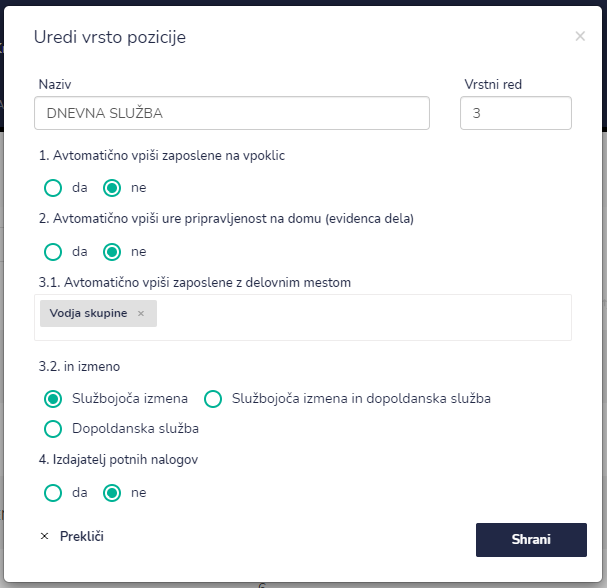 Uredi vrsto pozicije ×
Naziv Vrstni red
DNEVNA SLUŽBA 3
1. Avtomatično vpiši zaposlene na vpoklic
da ne
2. Avtomatično vpiši ure pripravljenost na domu (evidenca dela)
da ne
3.1. Avtomatično vpiši zaposlene z delovnim mestom
Vodja skupine ×
3.2. in izmeno
Službojoča izmena Službojoča izmena in dopoldanska služba
Dopoldanska služba
4. Izdajatelj potnih nalogov
da ne
× Prekliči Shrani